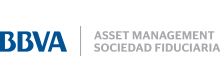 BBVA
ASSET MANAGEMENT
SOCIEDAD FIDUCIARIA